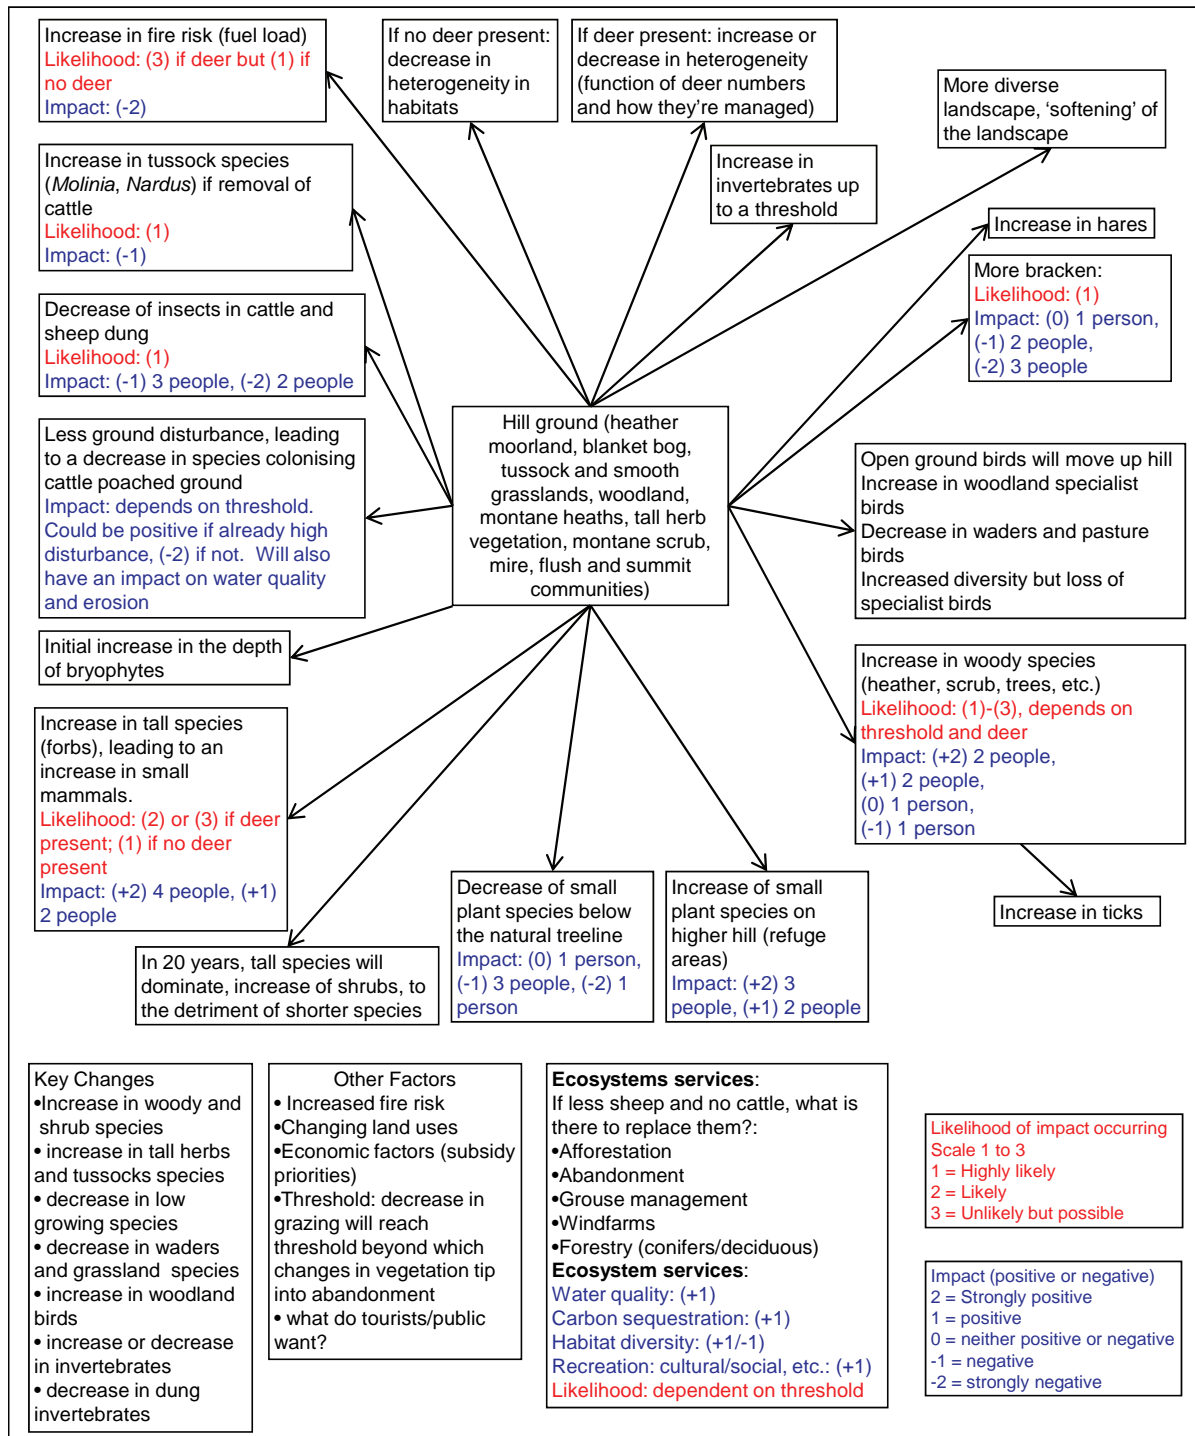 Increase in fire risk (fuel load)
Likelihood: (3) if deer but (1) if
no deer
Impact: (-2)
If no deer present:
decrease in
heterogeneity in
habitats
If deer present: increase or
decrease in heterogeneity
(function of deer numbers
and how they're managed)
More diverse
landscape, 'softening' of
the landscape
Increase in tussock species
(Molinia, Nardus) if removal of
cattle
Likelihood: (1)
Impact: (-1)
Increase in
invertebrates up
to a threshold
Increase in hares
More bracken:
Likelihood: (1)
Impact: (0) 1 person,
(-1) 2 people,
(-2) 3 people
Decrease of insects in cattle and
sheep dung
Likelihood: (1)
Impact: (-1) 3 people, (-2) 2 people
Less ground disturbance, leading
to a decrease in species colonising
cattle poached ground
Impact: depends on threshold.
Could be positive if already high
disturbance, (-2) if not.  Will also
have an impact on water quality
and erosion
Hill ground (heather
moorland, blanket bog,
tussock and smooth
grasslands, woodland,
montane heaths, tall herb
vegetation, montane scrub,
mire, flush and summit
communities)
Open ground birds will move up hill
Increase in woodland specialist
birds
Decrease in waders and pasture
birds
Increased diversity but loss of
specialist birds
Initial increase in the depth
of bryophytes
Increase in woody species
(heather, scrub, trees, etc.)
Likelihood: (1)-(3), depends on
threshold and deer
Impact: (+2) 2 people,
(+1) 2 people,
(0) 1 person,
(-1) 1 person
Increase in tall species
(forbs), leading to an
increase in small
mammals.
Likelihood: (2) or (3) if deer
present; (1) if no deer
present
Impact: (+2) 4 people, (+1)
2 people
Decrease of small
plant species below
the natural treeline
Impact: (0) 1 person,
(-1) 3 people, (-2) 1
person
Increase of small
plant species on
higher hill (refuge
areas)
Impact: (+2) 3
people, (+1) 2 people
Increase in ticks
In 20 years, tall species will
dominate, increase of shrubs, to
the detriment of shorter species
Key Changes
•Increase in woody and
shrub species
• increase in tall herbs
and tussocks species
• decrease in low
growing species
• decrease in waders
and grassland  species
• increase in woodland
birds
• increase or decrease
in invertebrates
• decrease in dung
invertebrates
Other Factors
• Increased fire risk
•Changing land uses
•Economic factors (subsidy
priorities)
•Threshold: decrease in
grazing will reach
threshold beyond which
changes in vegetation tip
into abandonment
• what do tourists/public
want?
Ecosystems services:
If less sheep and no cattle, what is
there to replace them?:
•Afforestation
•Abandonment
•Grouse management
•Windfarms
•Forestry (conifers/deciduous)
Ecosystem services:
Water quality: (+1)
Carbon sequestration: (+1)
Habitat diversity: (+1/-1)
Recreation: cultural/social, etc.: (+1)
Likelihood: dependent on threshold
Likelihood of impact occurring
Scale 1 to 3
1 = Highly likely
2 = Likely
3 = Unlikely but possible
Impact (positive or negative)
2 = Strongly positive
1 = positive
0 = neither positive or negative
-1 = negative
-2 = strongly negative